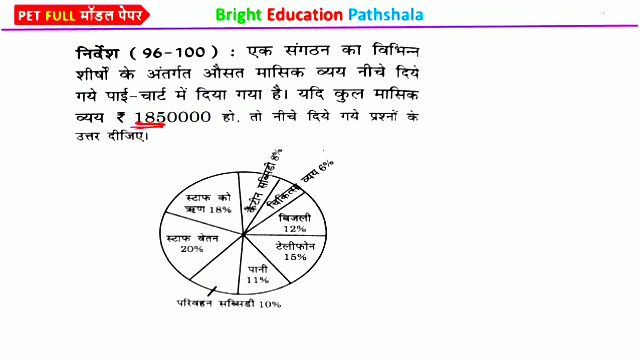 PET FULL मॉडल पेपर
Bright Education Pathshala
निर्देश ( 96-100 ) : एक संगठन का विभिन्न
शीर्षों के अंतर्गत औसत मासिक व्यय नीचे दिये
गये पाई-चार्ट में दिया गया है। यदि कुल मासिक
व्यय ₹ 1850000 हो, तो नीचे दिये गये प्रश्नों के
उत्तर दीजिए।
कैंटीन सब्सिडी 8%
चिकित्सा व्यय 6%
स्टाफ को
ऋण 18%
बिजली
12%
स्टाफ वेतन
20%
टेलीफोन
15%
पानी
11%
परिवहन सब्सिडी 10%